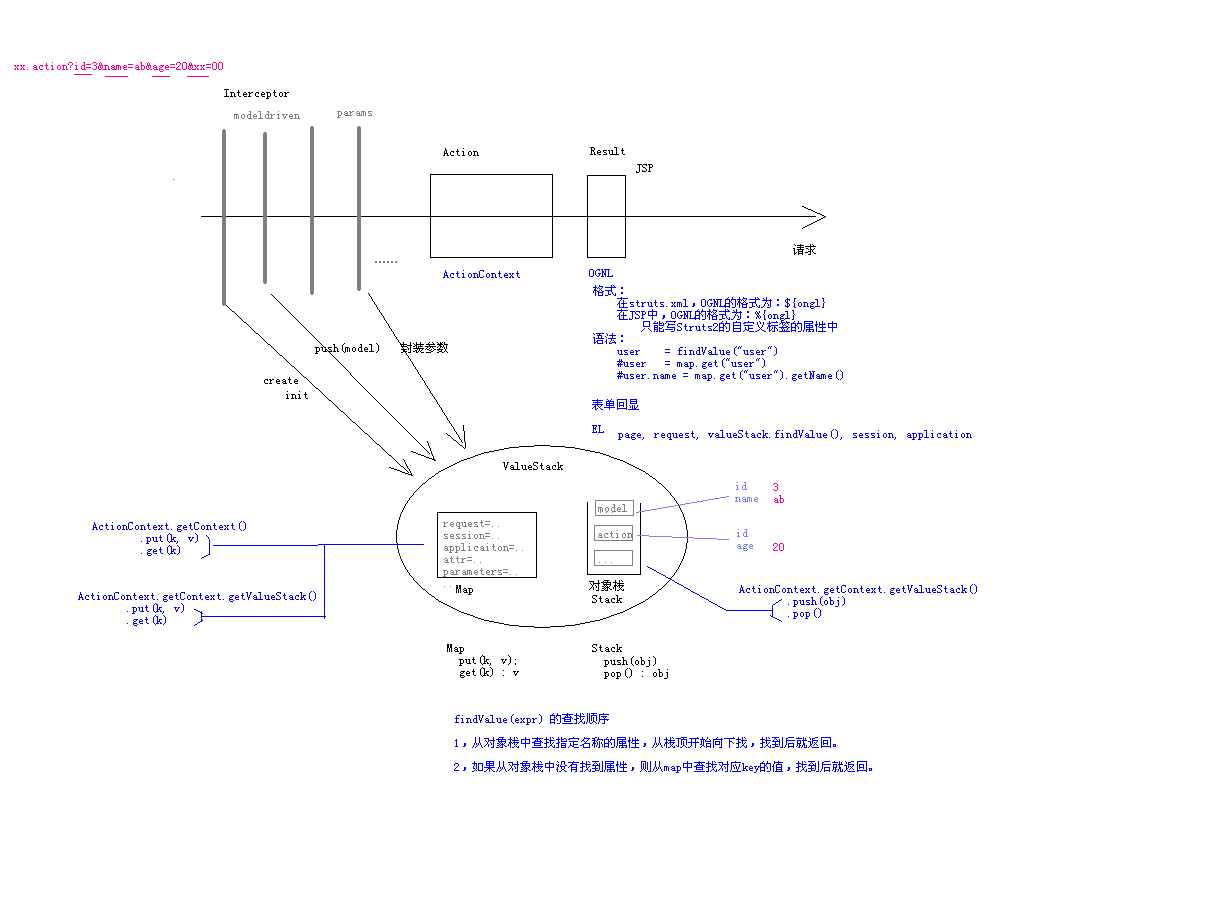 xx.action?id=3&name=ab&age=20&xx=00
Interceptor
modeldriven
params
Action
Result
JSP
请求
......
ActionContext
OGNL
格式：
在struts.xml，OGNL的格式为：${ongl}
在JSP中，OGNL的格式为：%{ongl}
只能写Struts2的自定义标签的属性中
语法：
user    = findValue("user")
#user   = map.get("user")
#user.name = map.get("user").getName()
push(model)
封装参数
create
init
表单回显
EL
page, request, valueStack.findValue(), session, application
ValueStack
id 3
name ab
model
request=..
session=..
applicaiton=..
attr=..
parameters=..
...
Map
action
id
age 20
...
对象栈
Stack
ActionContext.getContext()
.put(k, v)
.get(k)
ActionContext.getContext.getValueStack()
.put(k, v)
.get(k)
ActionContext.getContext.getValueStack()
.push(obj)
.pop()
Map
put(k, v);
get(k) : v
Stack
push(obj)
pop() : obj
findValue(expr) 的查找顺序
1，从对象栈中查找指定名称的属性，从栈顶开始向下找，找到后就返回。
2，如果从对象栈中没有找到属性，则从map中查找对应key的值，找到后就返回。